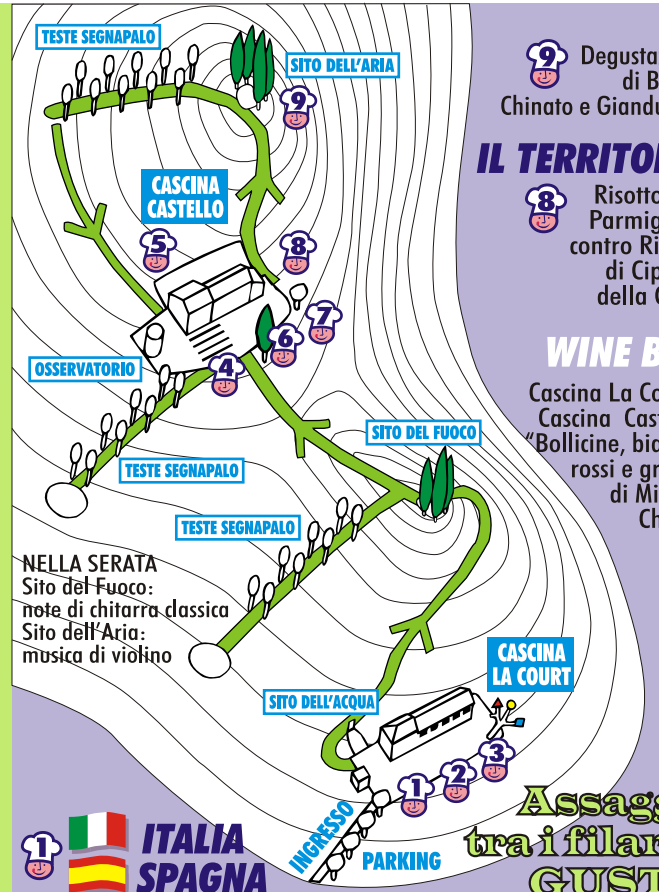 TESTE SEGNAPALO
SITO DELL'ARIA
9
CASCINA
CASTELLO
5
8
7
6
4
OSSERVATORIO
SITO DEL FUOCO
TESTE SEGNAPALO
TESTE SEGNAPALO
NELLA SERATA
Sito del Fuoco:
note di chitarra classica
Sito dell'Aria:
musica di violino
CASCINA
LA COURT
SITO DELL'ACQUA
3
2
1
INGRESSO
PARKING
1
ITALIA
SPAGNA
9
Degusta
di B
Chinato e Giandu
IL TERRITO
8
Risotto
Parmig
contro Ri
di Cip
della
WINE B
Cascina La Co
Cascina Cast
"Bollicine, bia
rossi e gr
di Mi
Ch
Assagg
tra i filar
GUST